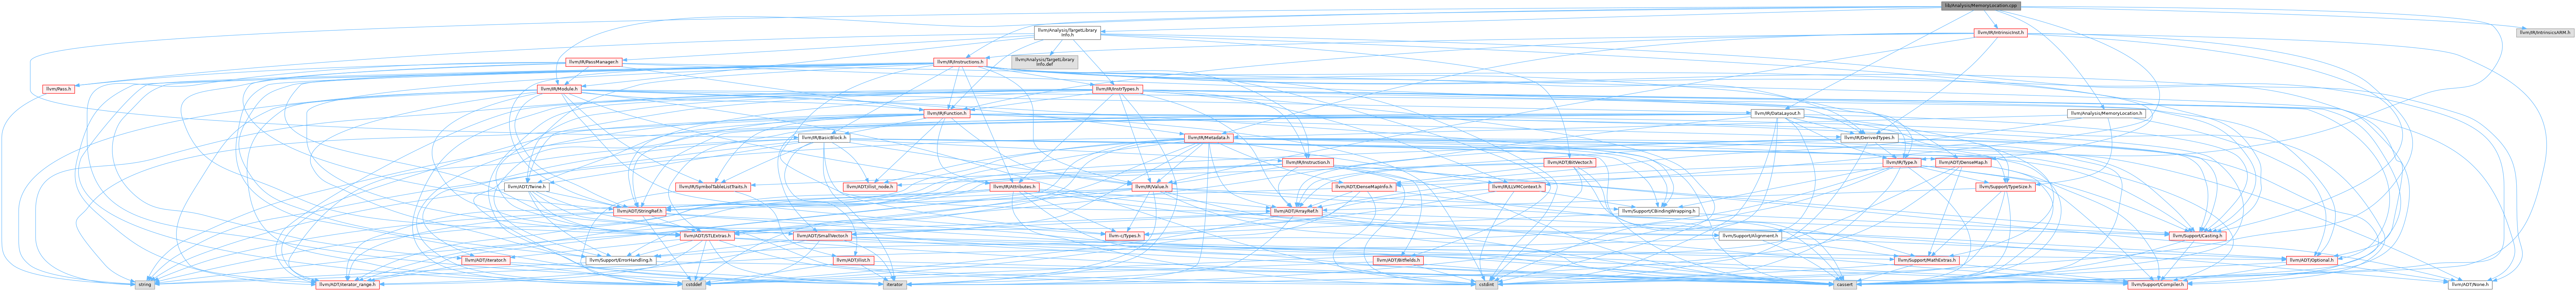 lib/Analysis/MemoryLocation.cpp
llvm/Analysis/TargetLibrary
Info.h
llvm/IR/IntrinsicInst.h
llvm/IR/IntrinsicsARM.h
llvm/IR/PassManager.h
llvm/IR/Instructions.h
llvm/Analysis/TargetLibrary
Info.def
llvm/Pass.h
llvm/IR/Module.h
llvm/IR/InstrTypes.h
llvm/IR/Function.h
llvm/IR/DataLayout.h
llvm/Analysis/MemoryLocation.h
llvm/IR/BasicBlock.h
llvm/IR/Metadata.h
llvm/IR/DerivedTypes.h
llvm/IR/Instruction.h
llvm/ADT/BitVector.h
llvm/IR/Type.h
llvm/ADT/DenseMap.h
llvm/ADT/Twine.h
llvm/IR/SymbolTableListTraits.h
llvm/ADT/ilist_node.h
llvm/IR/Attributes.h
llvm/IR/Value.h
llvm/ADT/DenseMapInfo.h
llvm/IR/LLVMContext.h
llvm/Support/TypeSize.h
llvm/ADT/StringRef.h
llvm/ADT/ArrayRef.h
llvm/Support/CBindingWrapping.h
llvm/ADT/STLExtras.h
llvm/ADT/SmallVector.h
llvm-c/Types.h
llvm/Support/Alignment.h
llvm/Support/Casting.h
llvm/ADT/iterator.h
llvm/Support/ErrorHandling.h
llvm/ADT/ilist.h
llvm/ADT/Bitfields.h
llvm/Support/MathExtras.h
llvm/ADT/Optional.h
string
llvm/ADT/iterator_range.h
cstddef
iterator
cstdint
cassert
llvm/Support/Compiler.h
llvm/ADT/None.h